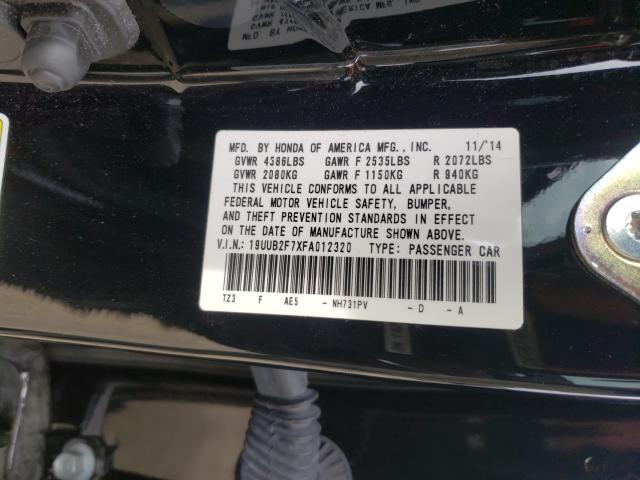 MFD. BY HONDA OF AMERICA MFG., INC. 11/'14
GVWR 4586LBS GAWR F 2535LBS R 2072LBS
GVWR 2080KG GAWR F 1150KG R 940KG
THIS VEHICLE CONFORMS TO ALL APPLICABLE
FEDERAL MOTOR VEHICLE SAFETY, BUMPER,
AND THEFT PREVENTION STANDARDS IN EFFECT
ON THE DATE OF MANUFACTURE SHOWN ABOVE.
V.I.N.: 19UUB2F7XFA012320 TYPE: PASSENGER CAR
TZ3 F AE5 - NH731PV - D - A